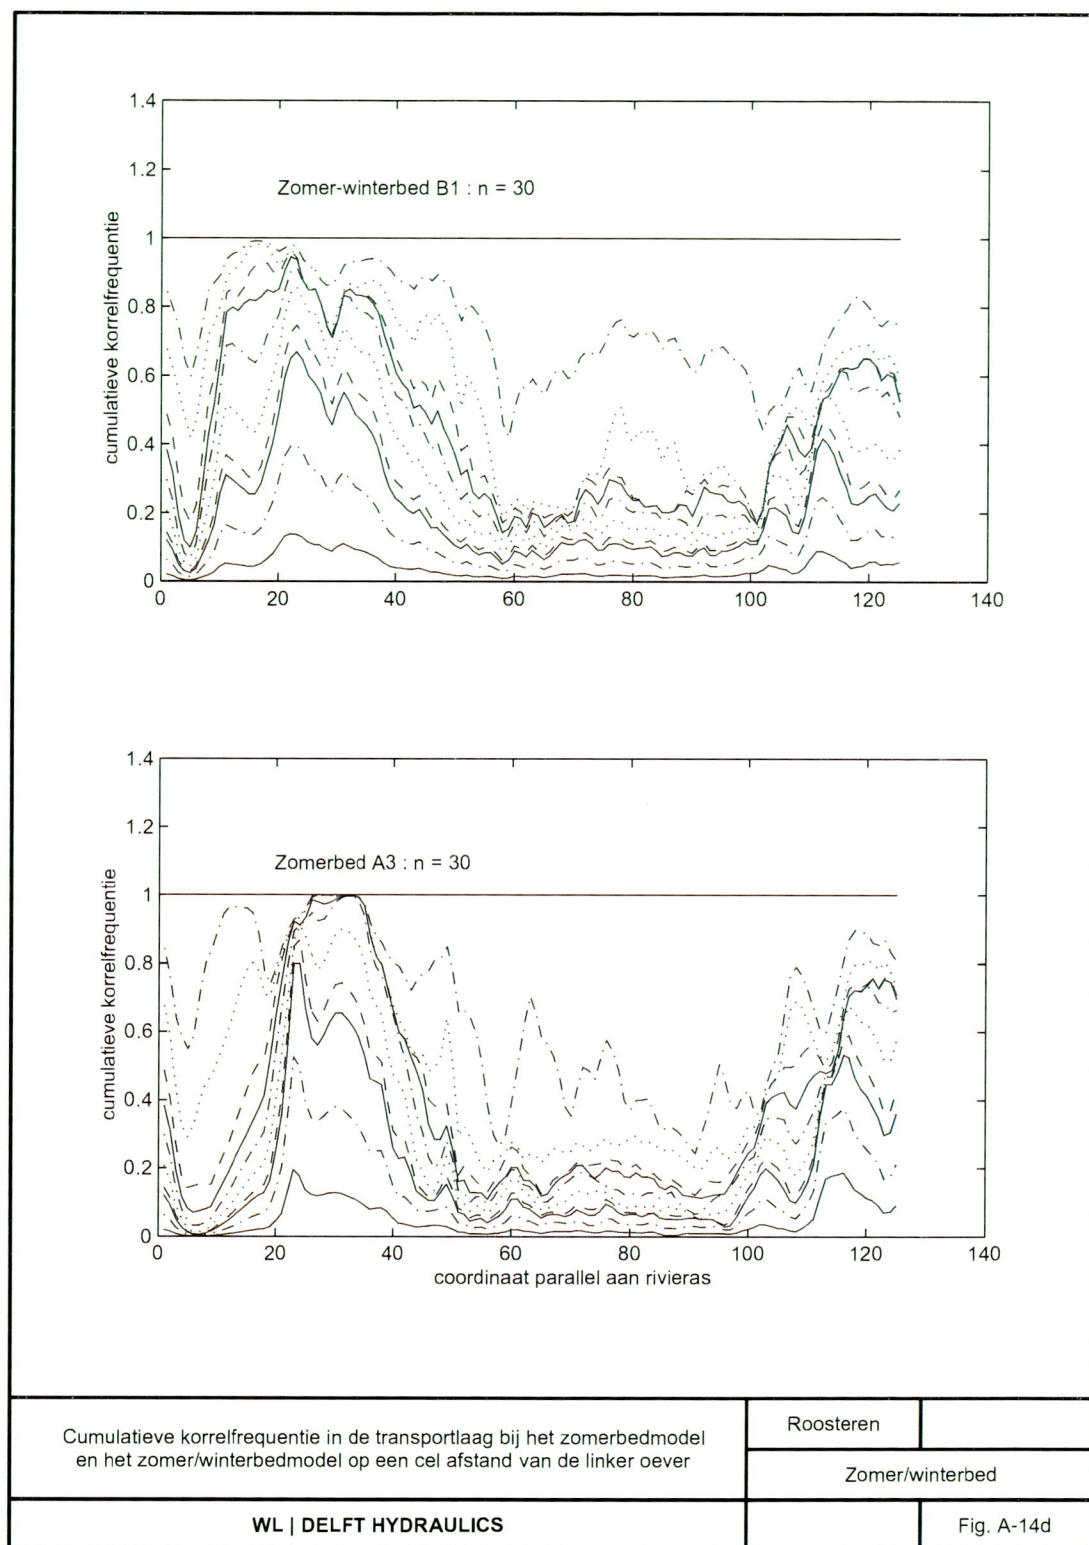 1.4
1.2
1
0.8
0.6
0.4
0.2
0
cumulatieve korrelfrequentie
Zomer-winterbed B1 : n = 30
0 20 40 60 80 100 120 140
1.4
1.2
1
0.8
0.6
0.4
0.2
0
cumulatieve korrelfrequentie
Zomerbed A3 : n = 30
0 20 40 60 80 100 120 140
coordinaat parallel aan rivieras
Cumulatieve korrelfrequentie in de transportlaag bij het zomerbedmodel
en het zomer/winterbedmodel op een cel afstand van de linker oever
Roosteren
Zomer/winterbed
WL | DELFT HYDRAULICS
Fig. A-14d